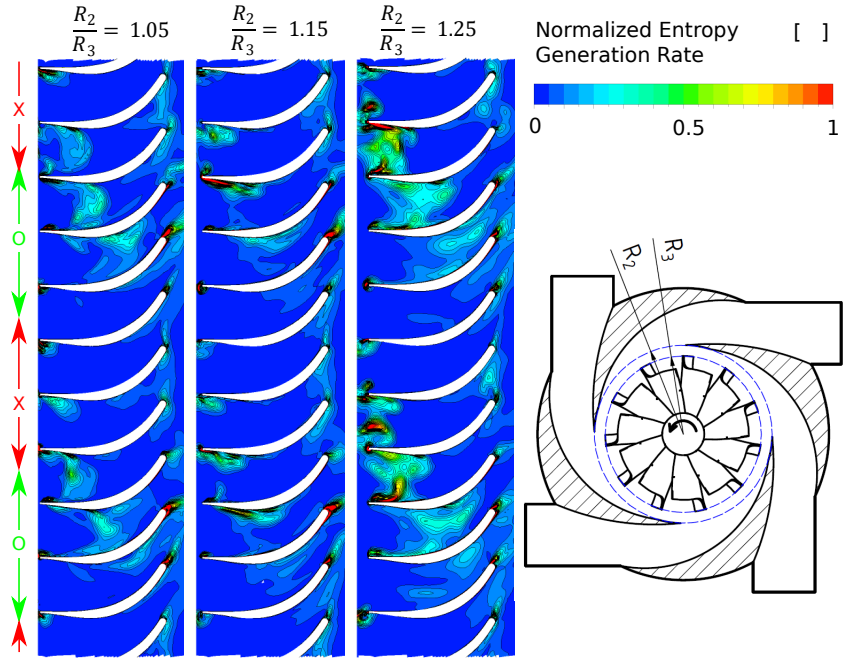 R₂/R₃ = 1.05
R₂/R₃ = 1.15
R₂/R₃ = 1.25
Normalized Entropy [ ]
Generation Rate
0 0.5 1
X
O
X
O
R₂
R₃